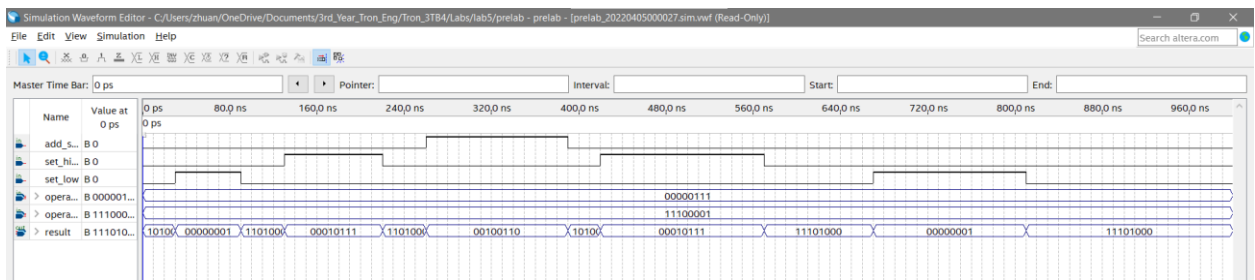 Simulation Waveform Editor - C:/Users/zhuan/OneDrive/Documents/3rd_Year_Tron_Eng/Tron_3TB4/Labs/lab5/prelab - prelab - [prelab_20220405000027.sim.vwf (Read-Only)]
File Edit View Simulation Help
Search altera.com
Master Time Bar: 0 ps Pointer: Interval: Start: End:
Name Value at 0 ps
0 ps 80.0 ns 160.0 ns 240.0 ns 320.0 ns 400.0 ns 480.0 ns 560.0 ns 640.0 ns 720.0 ns 800.0 ns 880.0 ns 960.0 ns
0 ps
add_s... B 0
set_hi... B 0
set_low B 0
opera... B 000001... 00000111
opera... B 111000... 11100001
result B 111010... 10100 00000001 110100 00010111 110100 00100110 1010 00010111 11101000 00000001 11101000